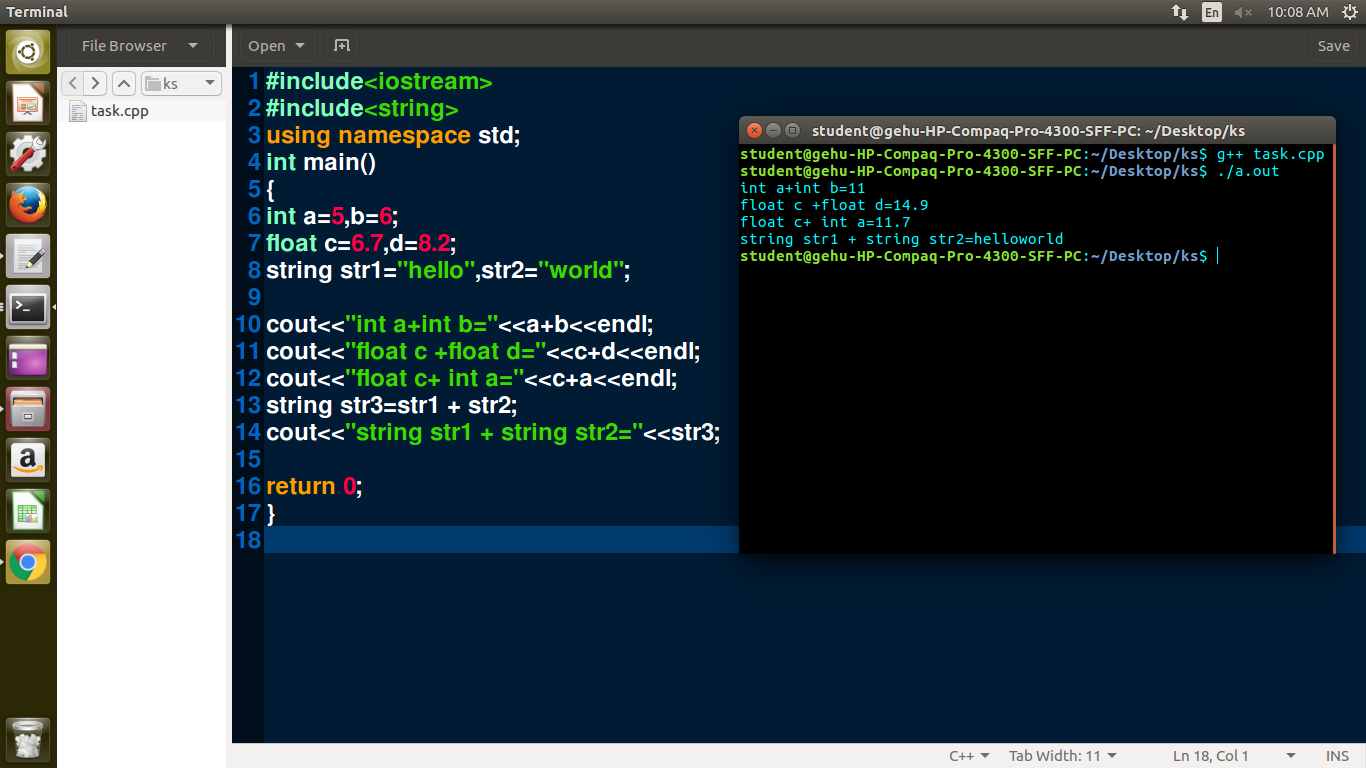 Terminal
En
10:08 AM
File Browser
Open
Save
ks
task.cpp
1 #include<iostream>
2 #include<string>
3 using namespace std;
4 int main()
5 {
6 int a=5,b=6;
7 float c=6.7,d=8.2;
8 string str1="hello",str2="world";
9
10 cout<<"int a+int b="<<a+b<<endl;
11 cout<<"float c +float d="<<c+d<<endl;
12 cout<<"float c+ int a="<<c+a<<endl;
13 string str3=str1 + str2;
14 cout<<"string str1 + string str2="<<str3;
15
16 return 0;
17 }
18
student@gehu-HP-Compaq-Pro-4300-SFF-PC: ~/Desktop/ks
student@gehu-HP-Compaq-Pro-4300-SFF-PC:~/Desktop/ks$ g++ task.cpp
student@gehu-HP-Compaq-Pro-4300-SFF-PC:~/Desktop/ks$ ./a.out
int a+int b=11
float c +float d=14.9
float c+ int a=11.7
string str1 + string str2=helloworld
student@gehu-HP-Compaq-Pro-4300-SFF-PC:~/Desktop/ks$
C++
Tab Width: 11
Ln 18, Col 1
INS